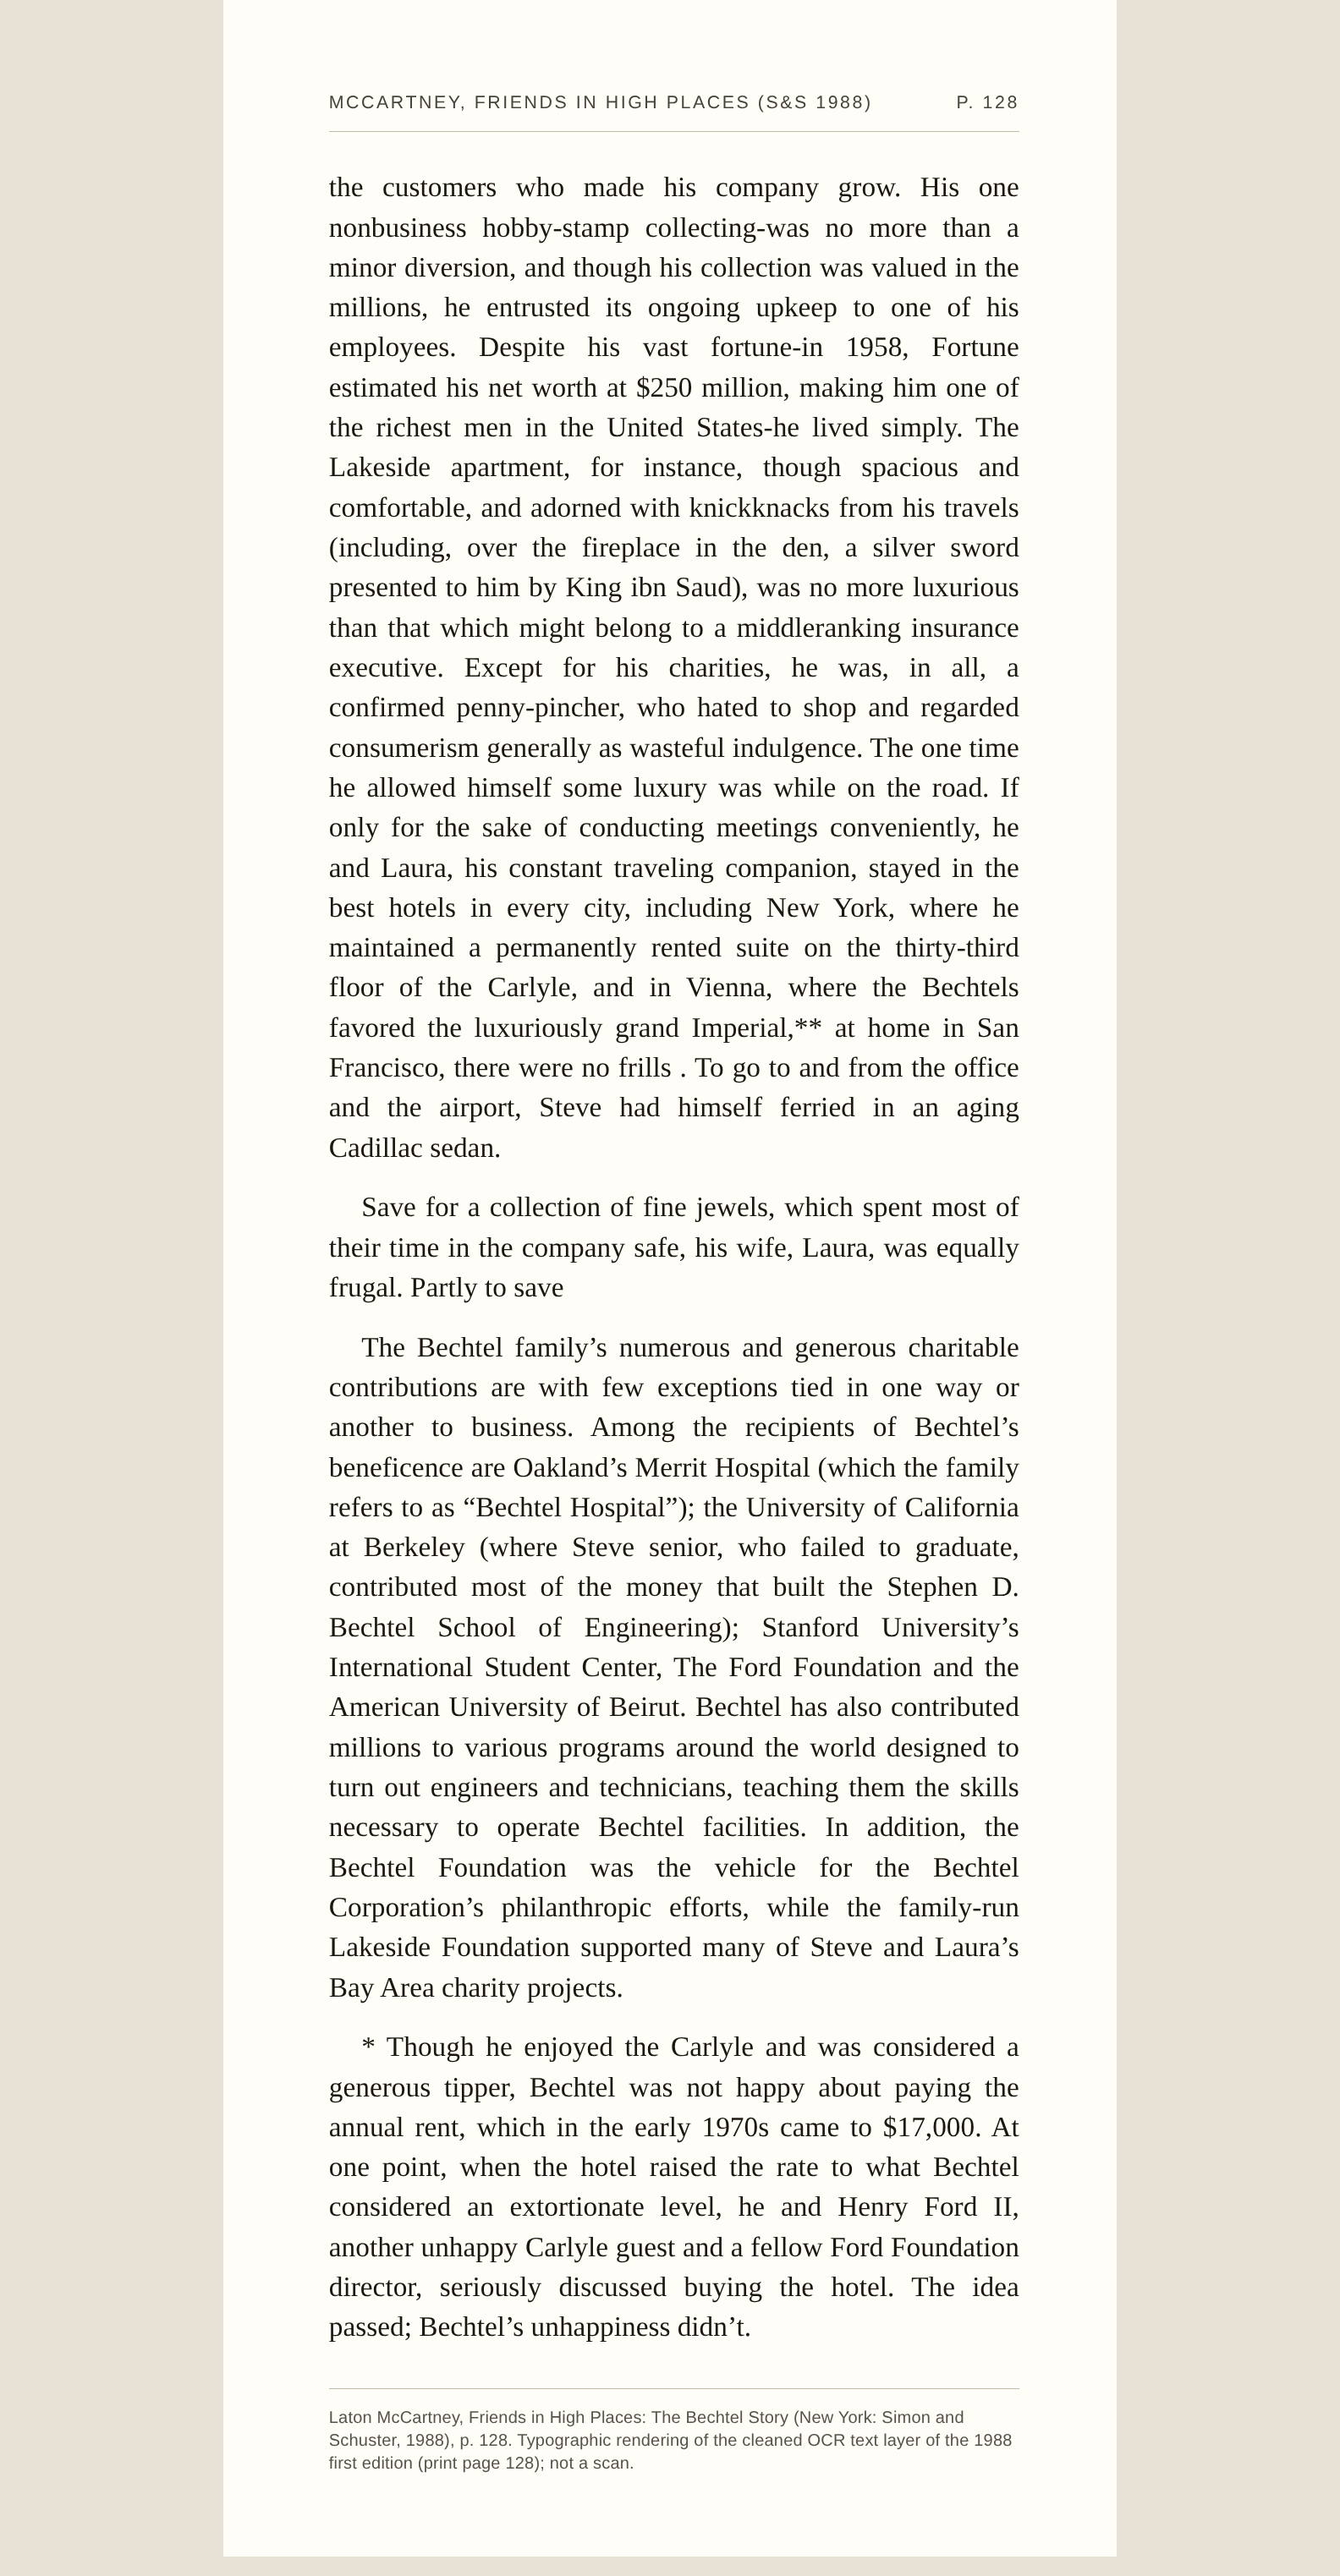 MCCARTNEY, FRIENDS IN HIGH PLACES (S&S 1988) P. 128
the customers who made his company grow. His one
nonbusiness hobby-stamp collecting-was no more than a
minor diversion, and though his collection was valued in the
millions, he entrusted its ongoing upkeep to one of his
employees. Despite his vast fortune-in 1958, Fortune
estimated his net worth at $250 million, making him one of
the richest men in the United States-he lived simply. The
Lakeside apartment, for instance, though spacious and
comfortable, and adorned with knickknacks from his travels
(including, over the fireplace in the den, a silver sword
presented to him by King ibn Saud), was no more luxurious
than that which might belong to a middleranking insurance
executive. Except for his charities, he was, in all, a
confirmed penny-pincher, who hated to shop and regarded
consumerism generally as wasteful indulgence. The one time
he allowed himself some luxury was while on the road. If
only for the sake of conducting meetings conveniently, he
and Laura, his constant traveling companion, stayed in the
best hotels in every city, including New York, where he
maintained a permanently rented suite on the thirty-third
floor of the Carlyle, and in Vienna, where the Bechtels
favored the luxuriously grand Imperial,** at home in San
Francisco, there were no frills . To go to and from the office
and the airport, Steve had himself ferried in an aging
Cadillac sedan.
Save for a collection of fine jewels, which spent most of
their time in the company safe, his wife, Laura, was equally
frugal. Partly to save
The Bechtel family’s numerous and generous charitable
contributions are with few exceptions tied in one way or
another to business. Among the recipients of Bechtel’s
beneficence are Oakland’s Merrit Hospital (which the family
refers to as “Bechtel Hospital”); the University of California
at Berkeley (where Steve senior, who failed to graduate,
contributed most of the money that built the Stephen D.
Bechtel School of Engineering); Stanford University’s
International Student Center, The Ford Foundation and the
American University of Beirut. Bechtel has also contributed
millions to various programs around the world designed to
turn out engineers and technicians, teaching them the skills
necessary to operate Bechtel facilities. In addition, the
Bechtel Foundation was the vehicle for the Bechtel
Corporation’s philanthropic efforts, while the family-run
Lakeside Foundation supported many of Steve and Laura’s
Bay Area charity projects.
* Though he enjoyed the Carlyle and was considered a
generous tipper, Bechtel was not happy about paying the
annual rent, which in the early 1970s came to $17,000. At
one point, when the hotel raised the rate to what Bechtel
considered an extortionate level, he and Henry Ford II,
another unhappy Carlyle guest and a fellow Ford Foundation
director, seriously discussed buying the hotel. The idea
passed; Bechtel’s unhappiness didn’t.
Laton McCartney, Friends in High Places: The Bechtel Story (New York: Simon and
Schuster, 1988), p. 128. Typographic rendering of the cleaned OCR text layer of the 1988
first edition (print page 128); not a scan.